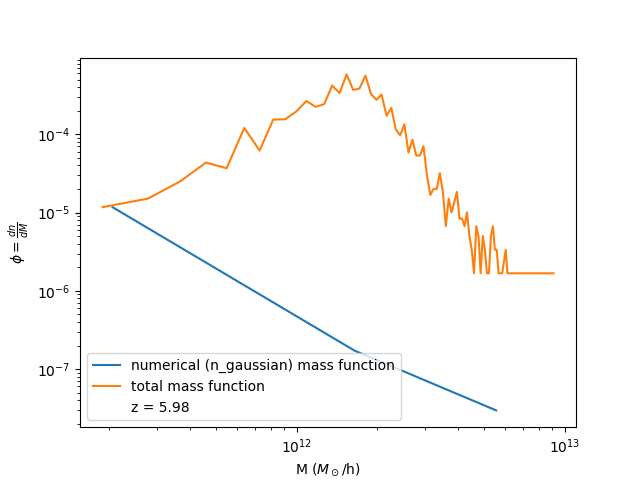 10⁻⁴
10⁻⁵
10⁻⁶
10⁻⁷
ϕ = dn/dM
numerical (n_gaussian) mass function
total mass function
z = 5.98
10¹²
10¹³
M (M⊙/h)